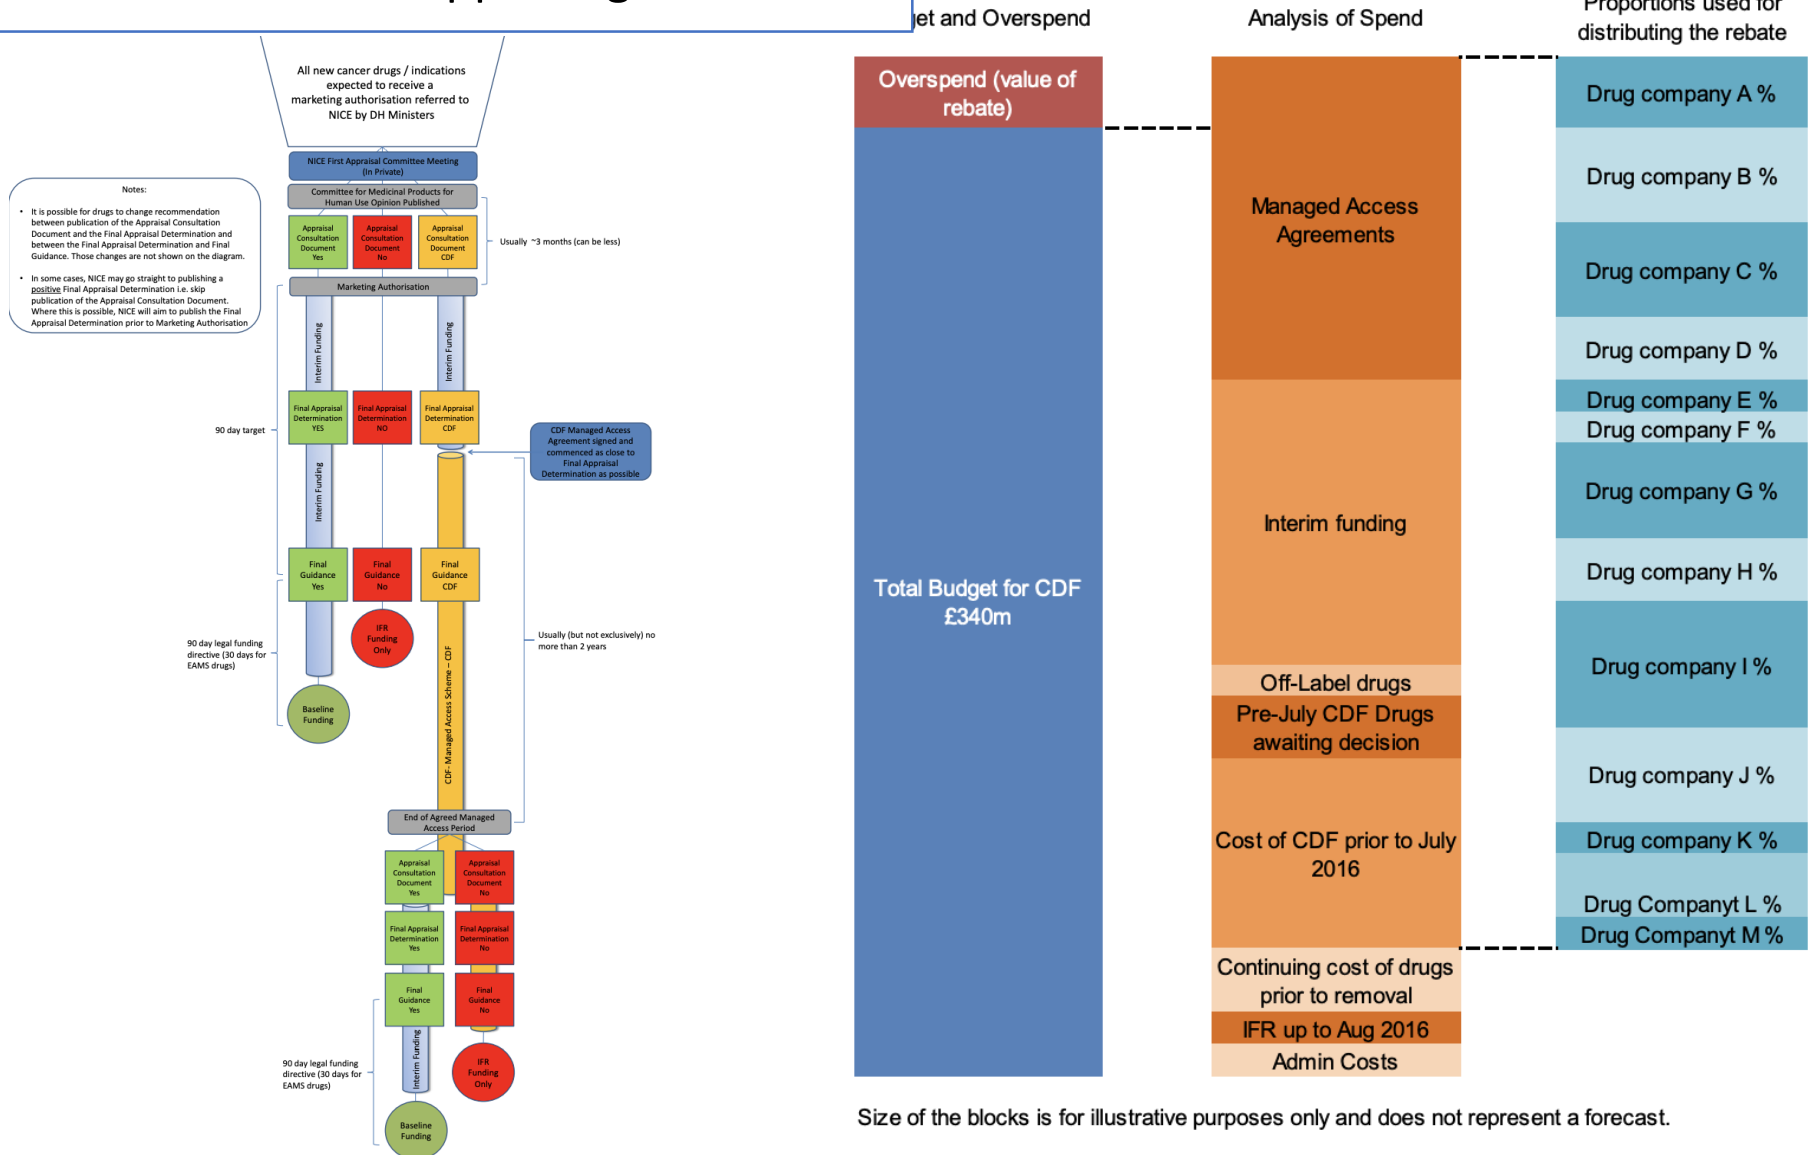 All new cancer drugs / indications
expected to receive a
marketing authorisation referred to
NICE by DH Ministers
NICE First Appraisal Committee Meeting
(In Private)
Committee for Medicinal Products for
Human Use Opinion Published
Notes:
• It is possible for drugs to change recommendation
between publication of the Appraisal Consultation
Document and the Final Appraisal Determination and
between the Final Appraisal Determination and Final
Guidance. Those changes are not shown on the diagram.
• In some cases, NICE may go straight to publishing a
positive Final Appraisal Determination i.e. skip
publication of the Appraisal Consultation Document.
Where this is possible, NICE will aim to publish the Final
Appraisal Determination prior to Marketing Authorisation
Appraisal
Consultation
Document
Yes
Appraisal
Consultation
Document
No
Appraisal
Consultation
Document
CDF
Usually ~3 months (can be less)
Marketing Authorisation
Interim Funding
Interim Funding
90 day target
Final Appraisal
Determination
YES
Final Appraisal
Determination
NO
Final Appraisal
Determination
CDF
CDF Managed Access
Agreement signed and
commenced as close to
Final Appraisal
Determination as possible
Interim Funding
Final
Guidance
Yes
Final
Guidance
No
Final
Guidance
CDF
IFR
Funding
Only
90 day legal funding
directive (30 days for
EAMS drugs)
Usually (but not exclusively) no
more than 2 years
Baseline
Funding
CDF- Managed Access Scheme – CDF
End of Agreed Managed
Access Period
Appraisal
Consultation
Document
Yes
Appraisal
Consultation
Document
No
Final Appraisal
Determination
Yes
Final Appraisal
Determination
No
Final
Guidance
Yes
Final
Guidance
No
Interim Funding
90 day legal funding
directive (30 days for
EAMS drugs)
IFR
Funding
Only
Baseline
Funding
and Overspend
Overspend (value of
rebate)
Total Budget for CDF
£340m
Analysis of Spend
Managed Access
Agreements
Interim funding
Off-Label drugs
Pre-July CDF Drugs
awaiting decision
Cost of CDF prior to July
2016
Continuing cost of drugs
prior to removal
IFR up to Aug 2016
Admin Costs
Proportions used for
distributing the rebate
Drug company A %
Drug company B %
Drug company C %
Drug company D %
Drug company E %
Drug company F %
Drug company G %
Drug company H %
Drug company I %
Drug company J %
Drug company K %
Drug Companyt L %
Drug Companyt M %
Size of the blocks is for illustrative purposes only and does not represent a forecast.